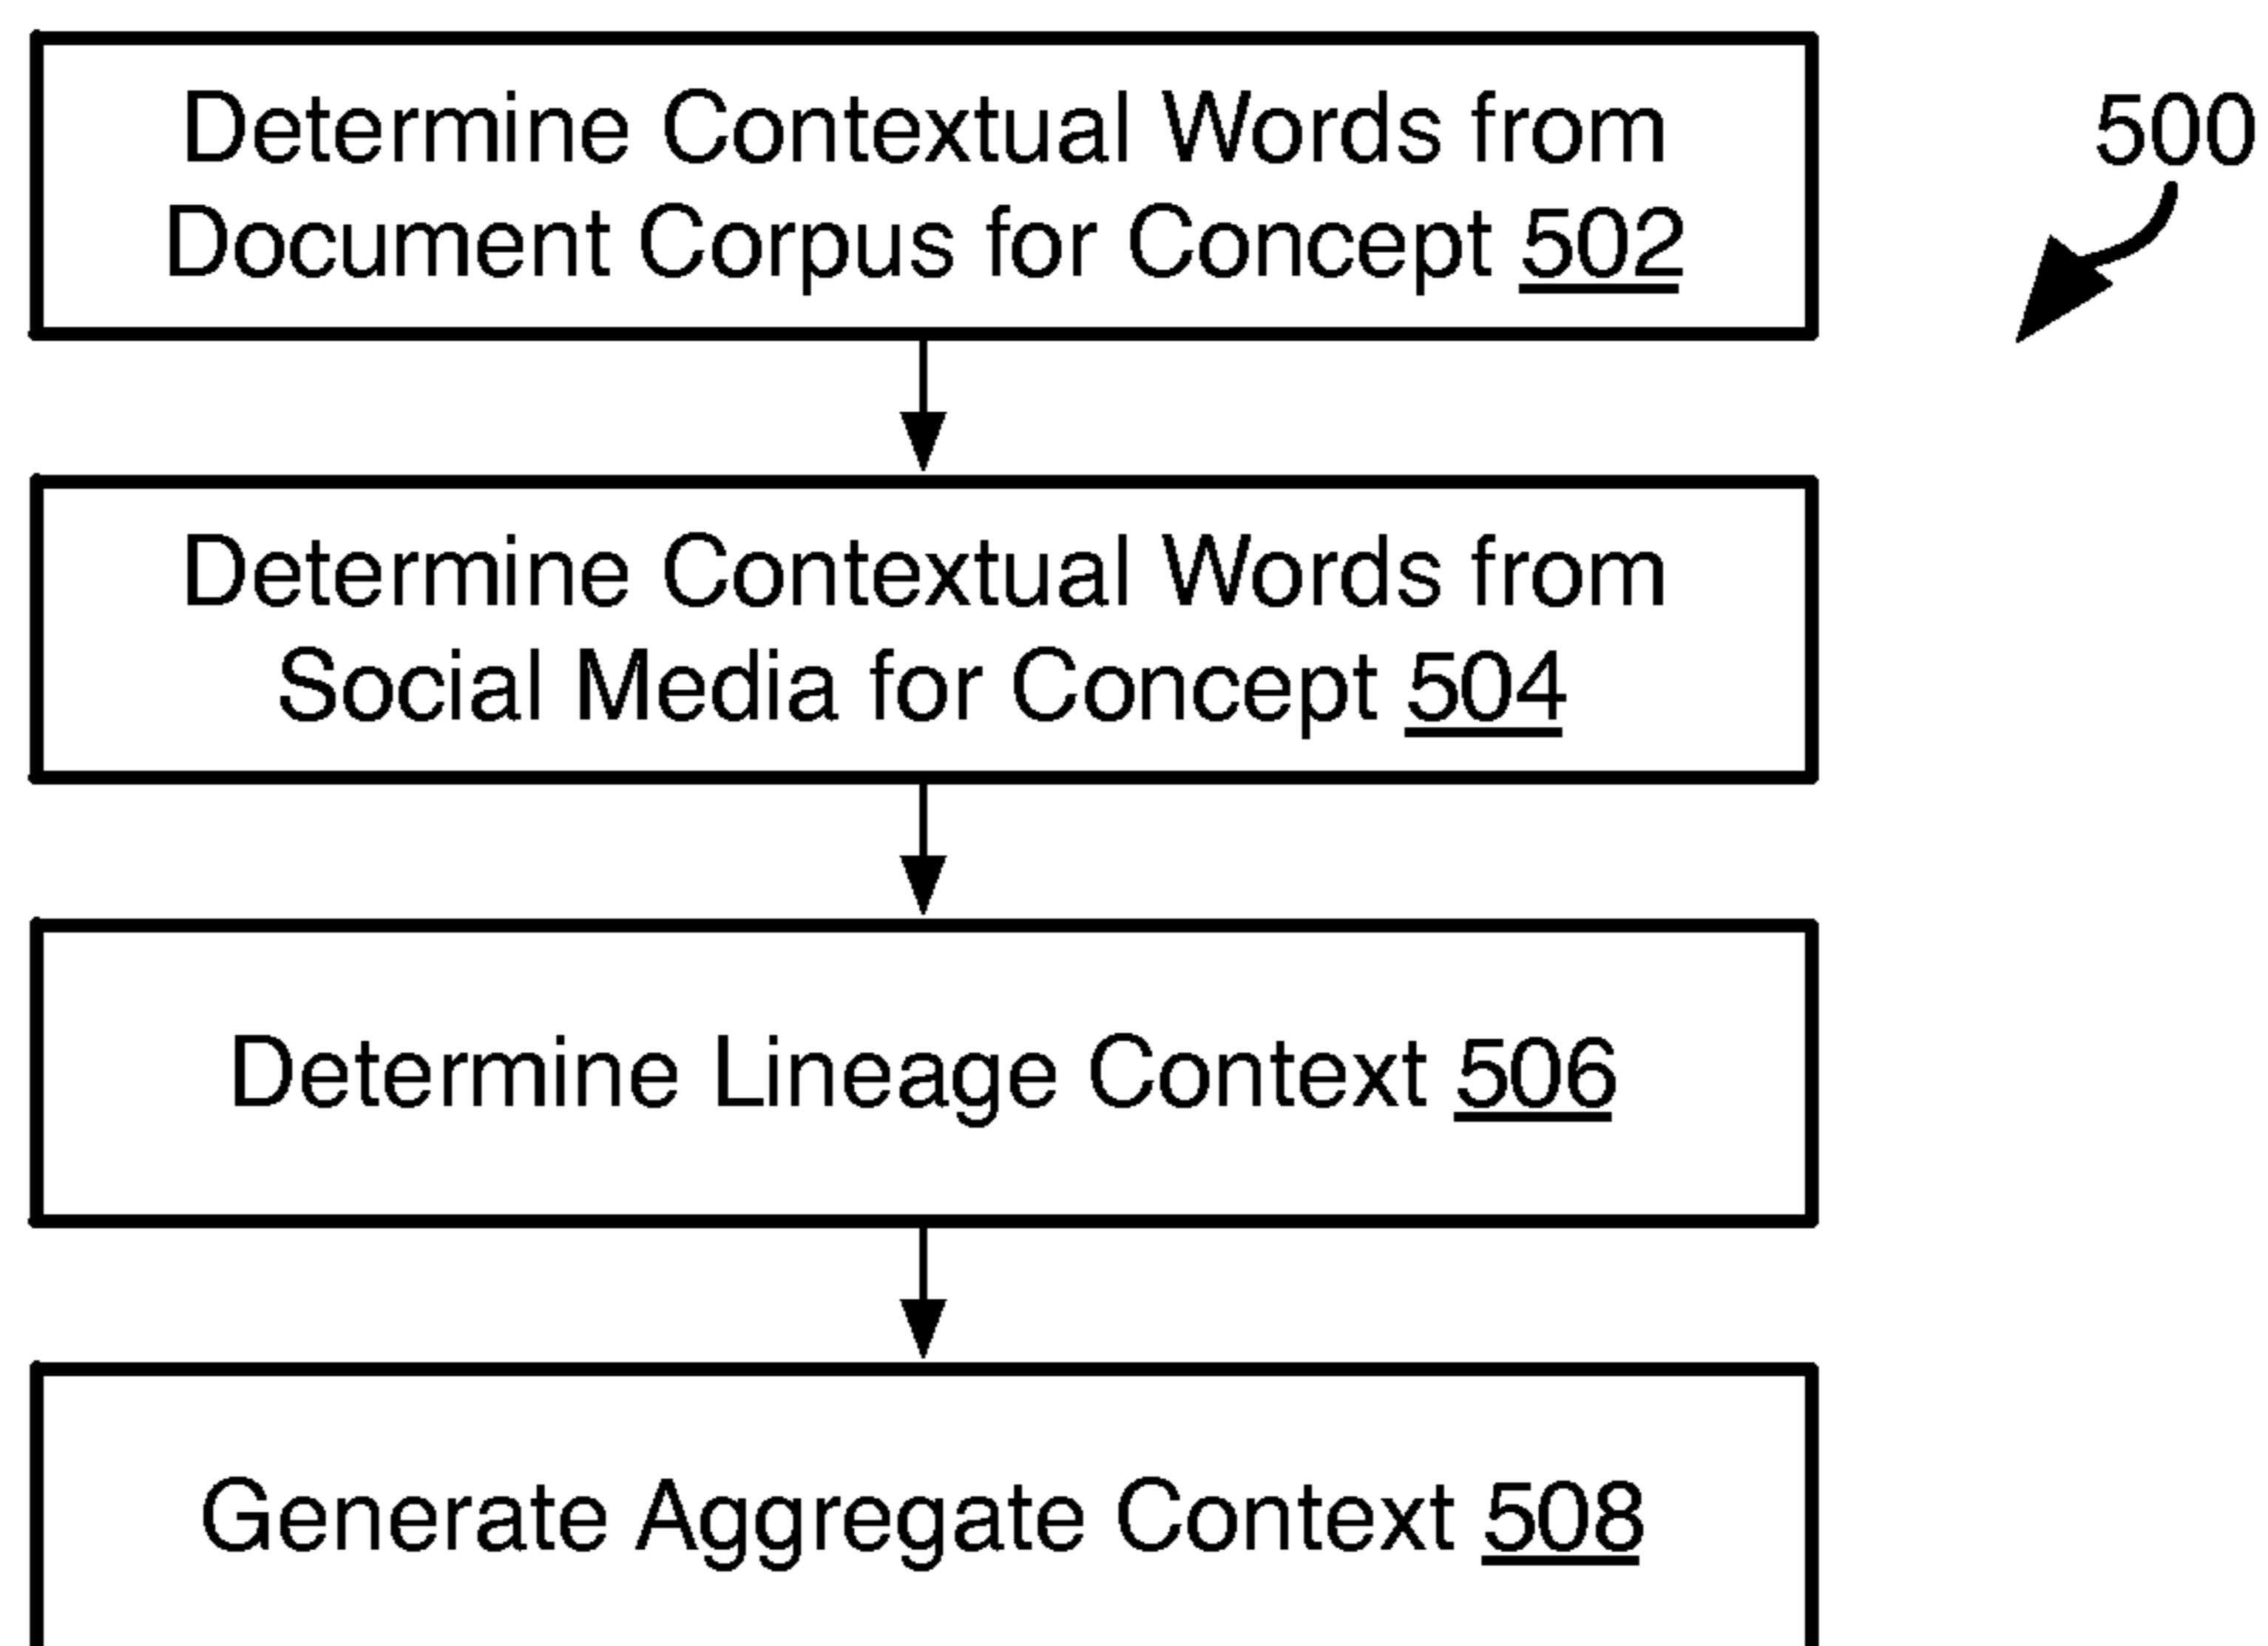 Determine Contextual Words from
Document Corpus for Concept 502
500
Determine Contextual Words from
Social Media for Concept 504
Determine Lineage Context 506
Generate Aggregate Context 508